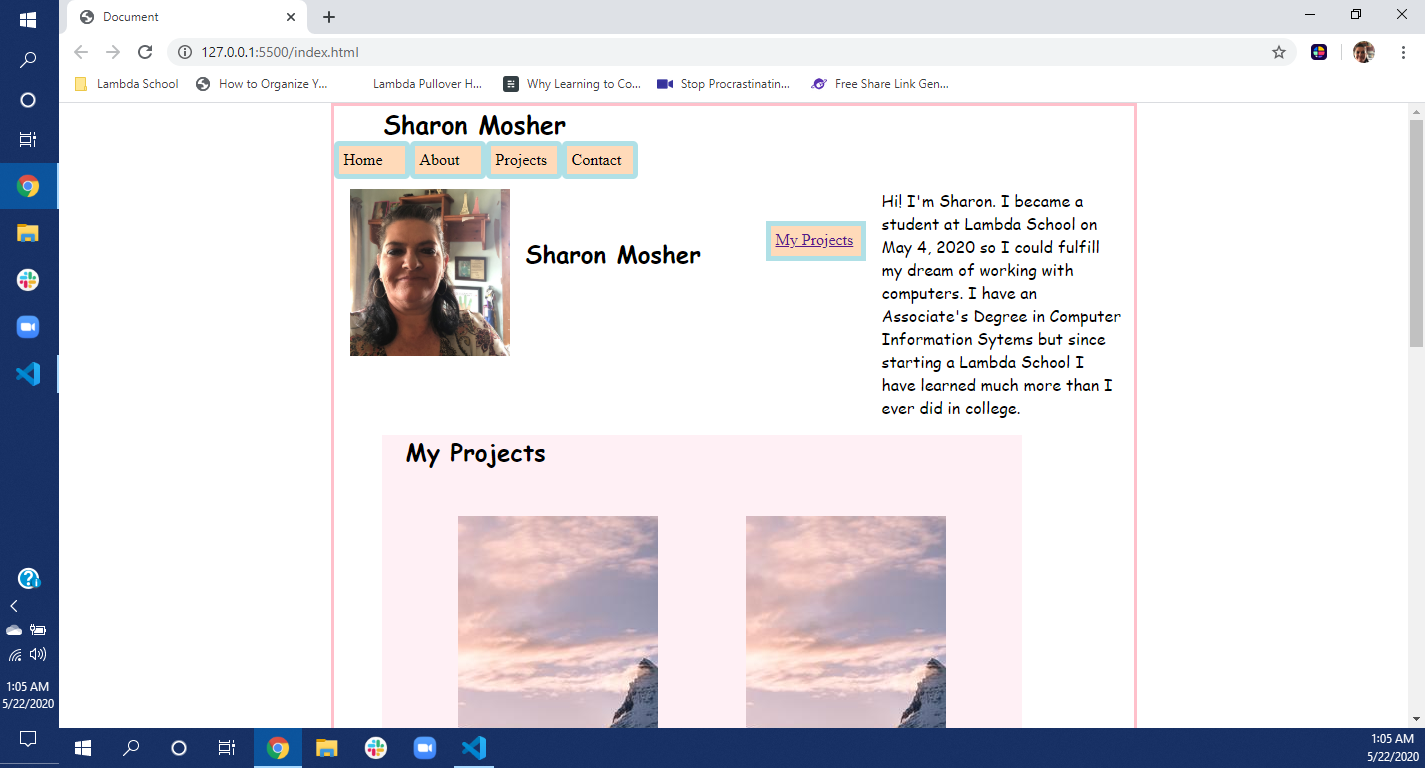 Document
127.0.0.1:5500/index.html
Lambda School
How to Organize Y...
Lambda Pullover H...
Why Learning to Co...
Stop Procrastinatin...
Free Share Link Gen...
Sharon Mosher
Home
About
Projects
Contact
Sharon Mosher
My Projects
Hi! I'm Sharon. I became a
student at Lambda School on
May 4, 2020 so I could fulfill
my dream of working with
computers. I have an
Associate's Degree in Computer
Information Sytems but since
starting a Lambda School I
have learned much more than I
ever did in college.
My Projects
1:05 AM
5/22/2020
1:05 AM
5/22/2020